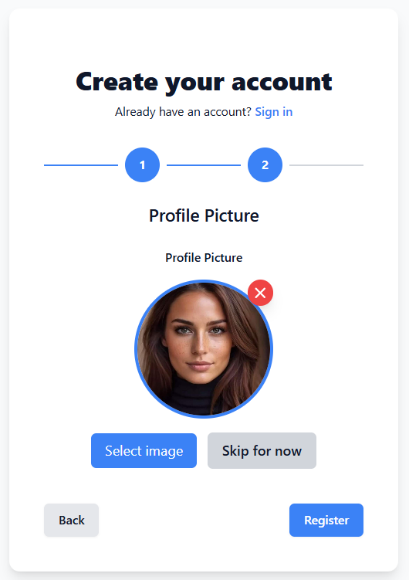 Create your account
Already have an account? Sign in
1 2
Profile Picture
Profile Picture
Select image Skip for now
Back Register